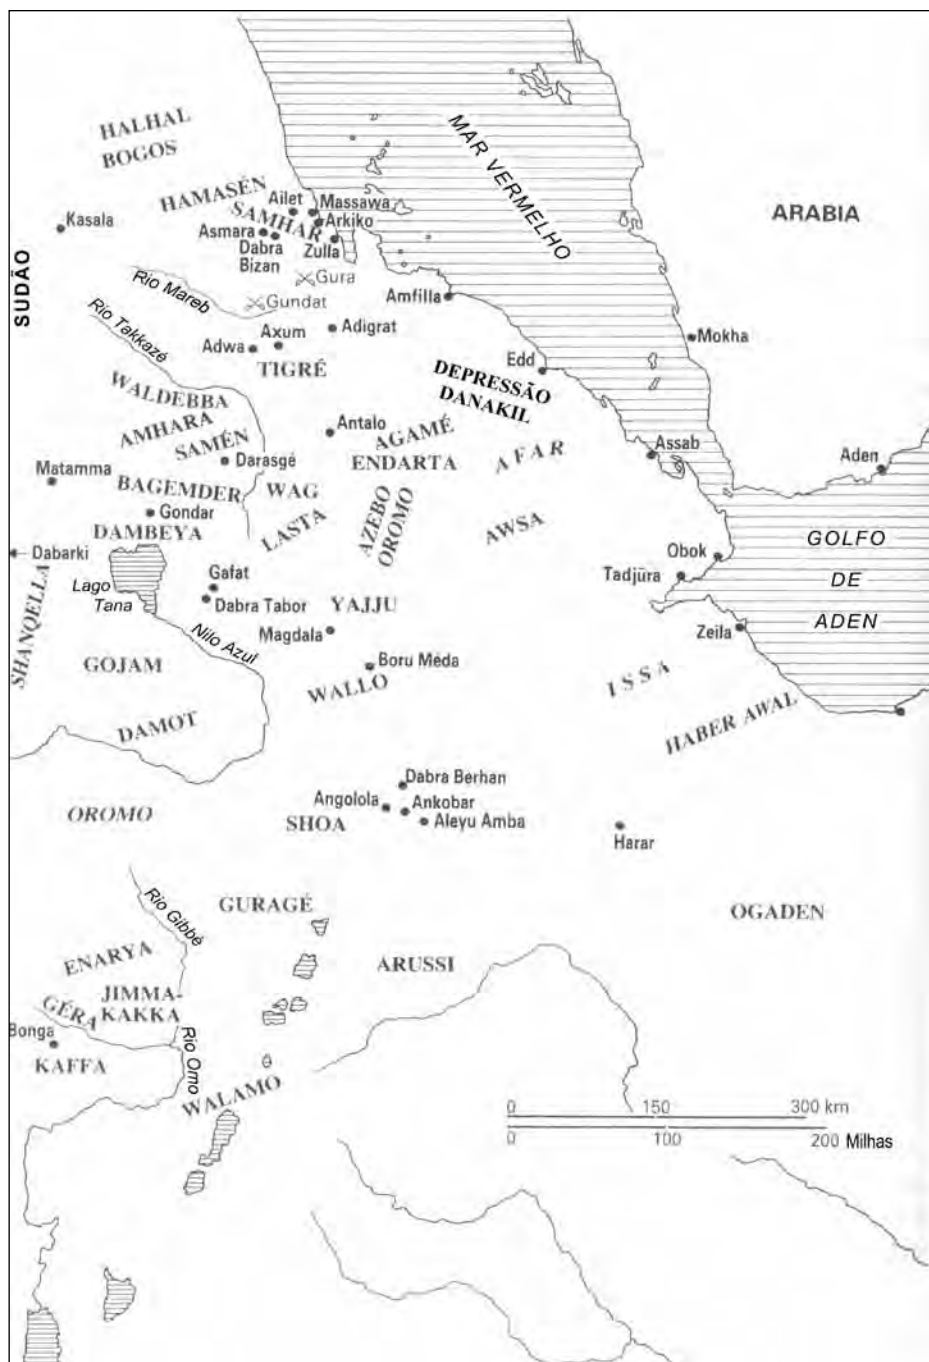 HALHAL
BOGOS
MAR VERMELHO
ARABIA
HAMASÉN
SAMHAR
Ailet
Massawa
Arkiko
Kasala
Asmara
Dabra
Bizan
Zulla
SUDÃO
Rio Mareb
Gura
Gundat
Amfilla
Rio Takkazé
Axum
Adigrat
Adwa
TIGRÉ
Mokha
Edd
DEPRESSÃO
DANAKIL
WALDEBBA
AMHARA
SAMÉN
Antalo
AGAMÉ
ENDARTA
AFAR
Darasgé
Assab
Aden
Matamma
BAGEMDER
WAG
Gondar
LASTA
AZEBO
OROMO
AWSA
DAMBEYA
Dabarki
GOLFO
DE
ADEN
Obok
Tadjūra
Lago
Tana
Gafat
Dabra Tabor
YAJJU
SHANQELLA
Nilo Azul
Magdala
Zeila
GOJAM
Boru Méda
WALLO
ISSA
DAMOT
HABER AWAL
Dabra Berhan
Angolola
Ankobar
OROMO
SHOA
Aleyu Amba
Harar
Rio Gibbé
GURAGÉ
OGADEN
ENARYA
ARUSSI
JIMMA-
KAKKA
GÉRA
Bonga
Rio Omo
KAFFA
WALAMO
0 150 300 km
0 100 200 Milhas